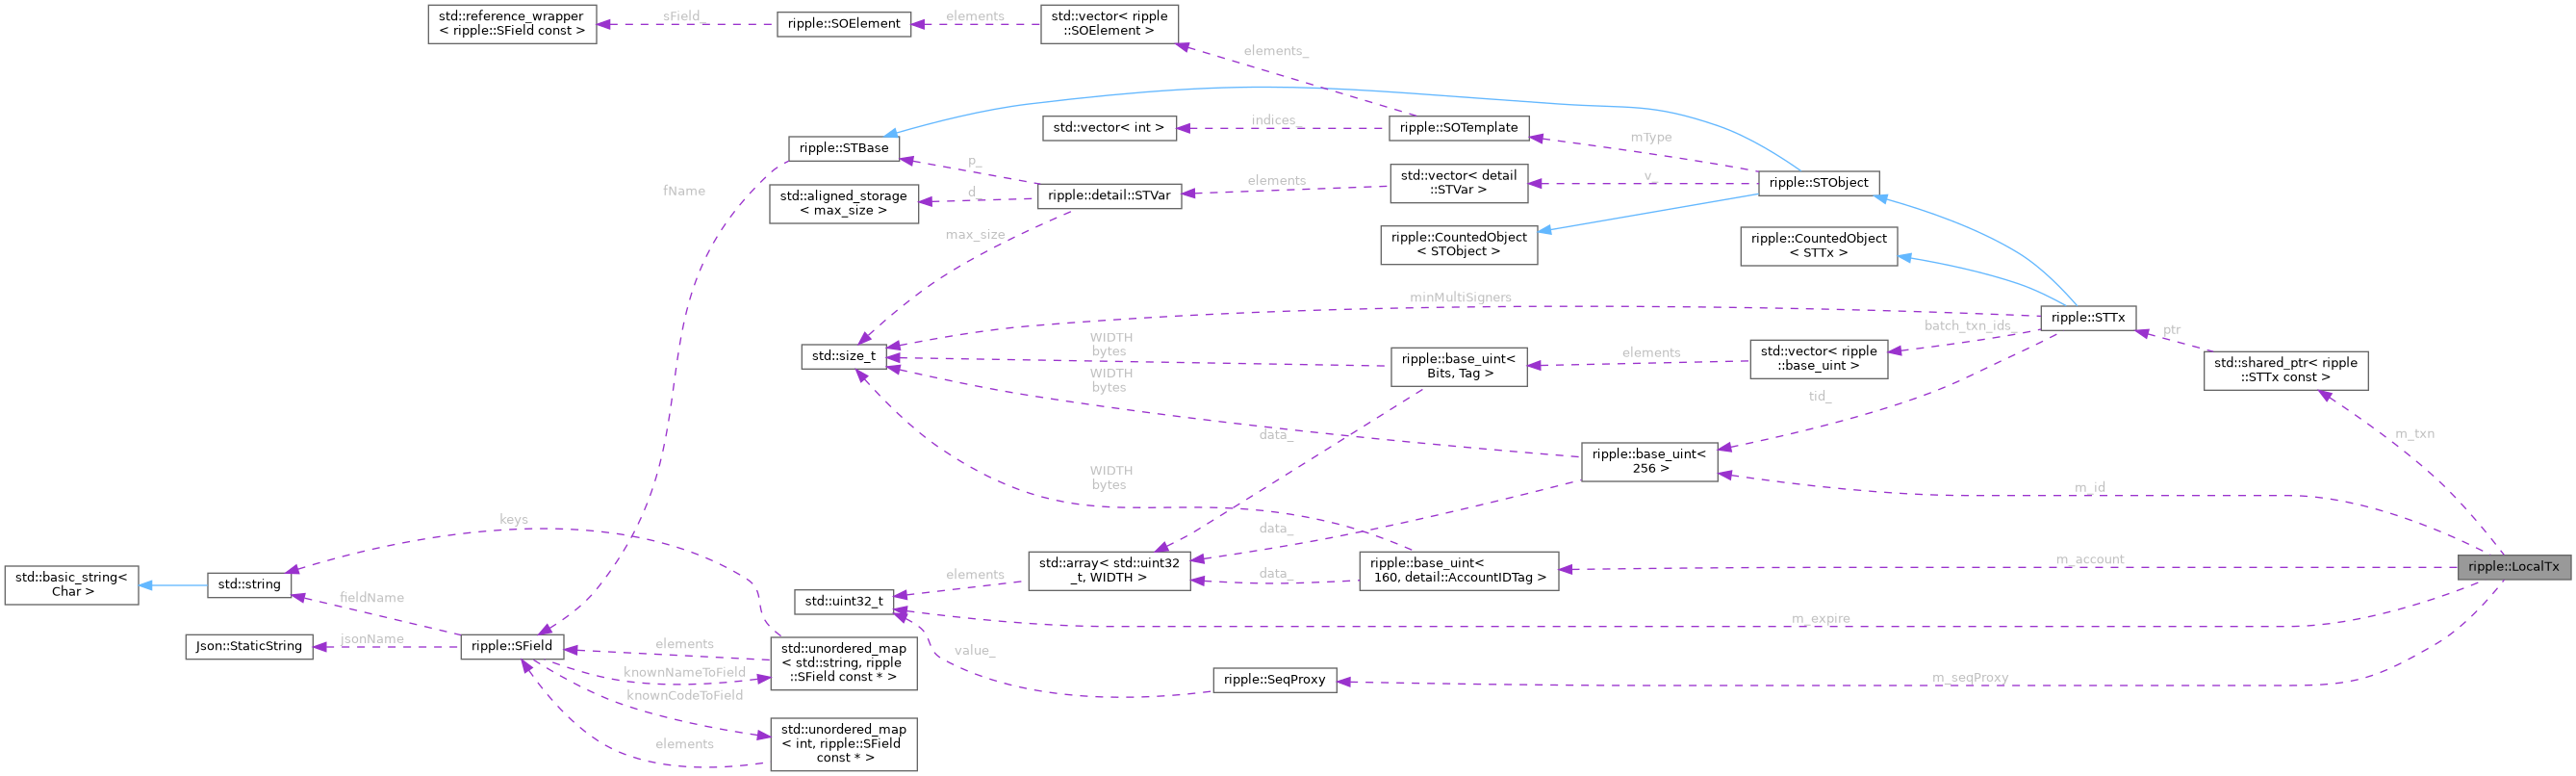 std::reference_wrapper
< ripple::SField const >
sField_
ripple::SOElement
elements
std::vector< ripple
::SOElement >
elements_
std::vector< int >
indices_
ripple::SOTemplate
mType
ripple::STBase
p_
std::aligned_storage
< max_size >
d_
ripple::detail::STVar
elements
std::vector< detail
::STVar >
v_
ripple::STObject
fName
max_size
ripple::CountedObject
< STObject >
ripple::CountedObject
< STTx >
minMultiSigners
ripple::STTx
batch_txn_ids_
ptr
std::size_t
WIDTH
bytes
ripple::base_uint<
Bits, Tag >
elements
std::vector< ripple
::base_uint >
std::shared_ptr< ripple
::STTx const >
WIDTH
bytes
tid_
data_
m_txn
ripple::base_uint<
256 >
WIDTH
bytes
m_id
keys
data_
std::basic_string<
Char >
std::string
std::array< std::uint32
_t, WIDTH >
data_
ripple::base_uint<
160, detail::AccountIDTag >
m_account
ripple::LocalTx
elements
fieldName
std::uint32_t
m_expire
Json::StaticString
jsonName
ripple::SField
elements
knownNameToField
std::unordered_map
< std::string, ripple
::SField const * >
value_
ripple::SeqProxy
m_seqProxy
knownCodeToField
elements
std::unordered_map
< int, ripple::SField
const * >